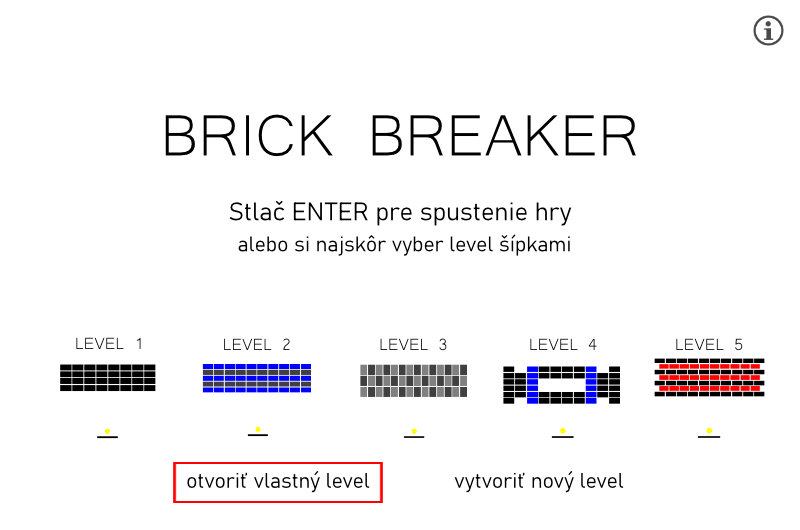 BRICK BREAKER
Stlač ENTER pre spustenie hry
alebo si najskôr vyber level šípkami
LEVEL 1 LEVEL 2 LEVEL 3 LEVEL 4 LEVEL 5
otvoriť vlastný level vytvoriť nový level